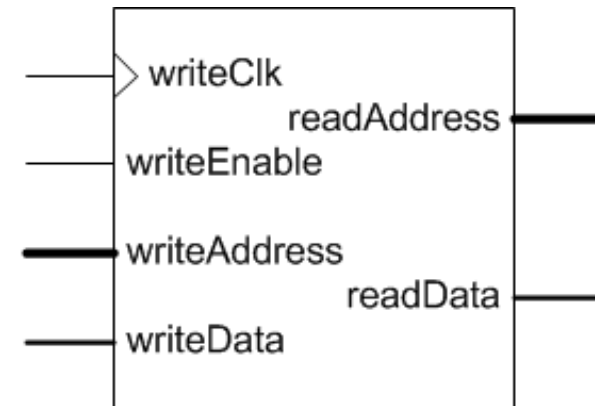 writeClk
readAddress
writeEnable
writeAddress
readData
writeData